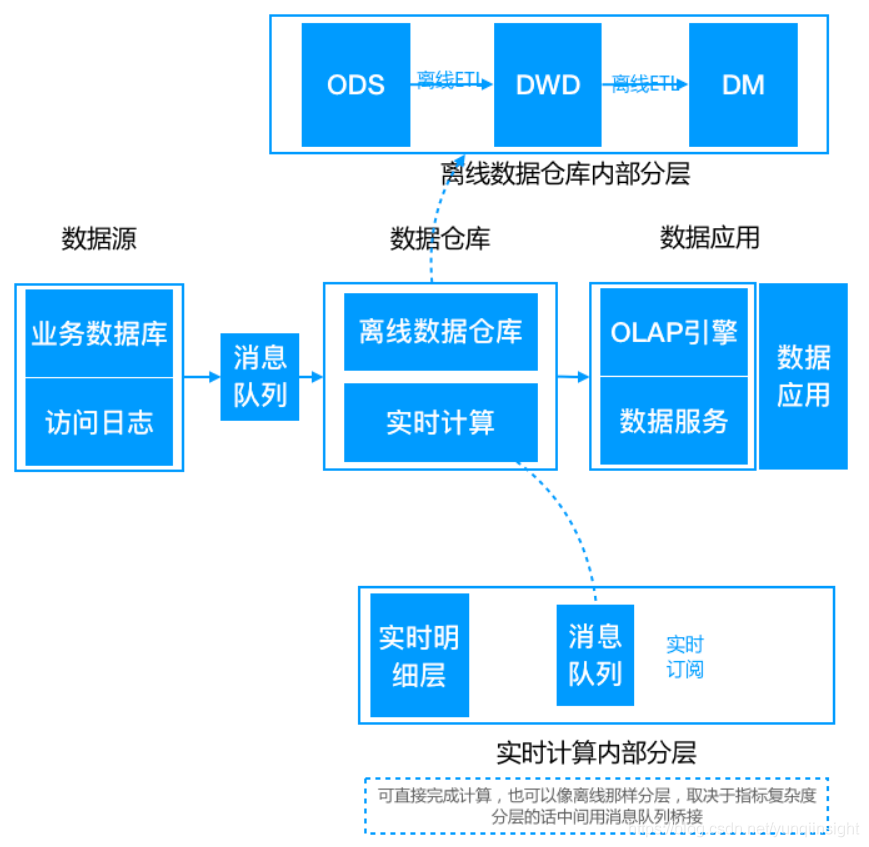 ODS
离线ETL
DWD
离线ETL
DM
离线数据仓库内部分层
数据源
数据仓库
数据应用
业务数据库
访问日志
消息
队列
离线数据仓库
实时计算
OLAP引擎
数据服务
数据
应用
实时明
细层
消息
队列
实时
订阅
实时计算内部分层
可直接完成计算，也可以像离线那样分层，取决于指标复杂度
分层的话中间用消息队列桥接
https://blog.csdn.net/yunqiinsight